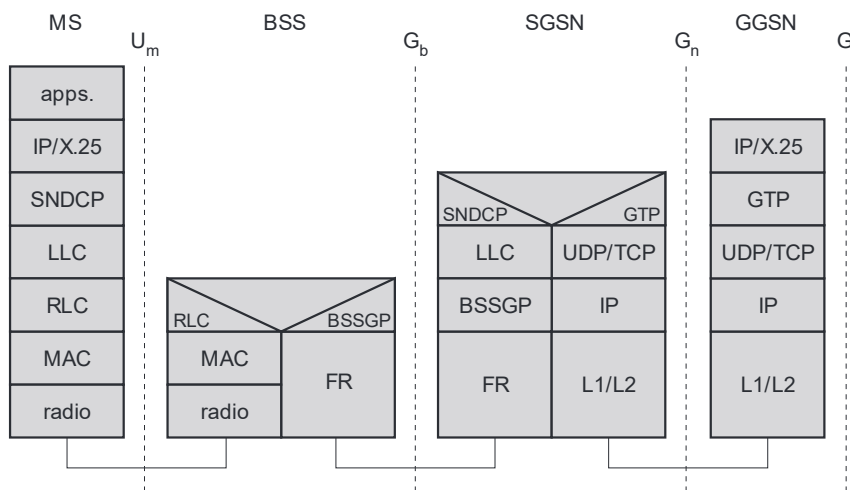 MS
BSS
SGSN
GGSN
Um
Gb
Gn
G
apps.
IP/X.25
SNDCP
LLC
RLC
MAC
radio
RLC
BSSGP
MAC
FR
radio
SNDCP
GTP
LLC
UDP/TCP
BSSGP
IP
FR
L1/L2
IP/X.25
GTP
UDP/TCP
IP
L1/L2